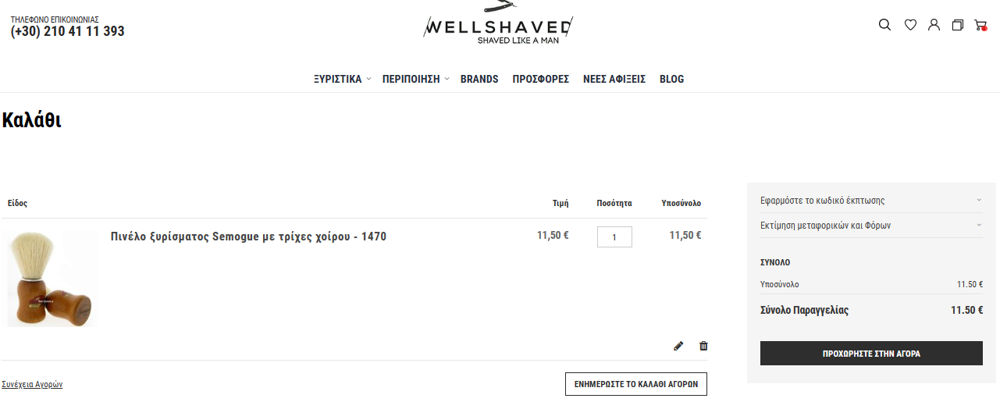 ΤΗΛΕΦΩΝΟ ΕΠΙΚΟΙΝΩΝΙΑΣ
(+30) 210 41 11 393
WELLSHAVED
SHAVED LIKE A MAN
ΞΥΡΙΣΤΙΚΑ ΠΕΡΙΠΟΙΗΣΗ BRANDS ΠΡΟΣΦΟΡΕΣ ΝΕΕΣ ΑΦΙΞΕΙΣ BLOG
Καλάθι
Είδος Τιμή Ποσότητα Υποσύνολο
Πινέλο ξυρίσματος Semogue με τρίχες χοίρου - 1470 11,50 € 1 11,50 €
Συνέχεια Αγορών ΕΝΗΜΕΡΩΣΤΕ ΤΟ ΚΑΛΑΘΙ ΑΓΟΡΩΝ
Εφαρμόστε το κωδικό έκπτωσης
Εκτίμηση μεταφορικών και Φόρων
ΣΥΝΟΛΟ
Υποσύνολο 11.50 €
Σύνολο Παραγγελίας 11.50 €
ΠΡΟΧΩΡΗΣΤΕ ΣΤΗΝ ΑΓΟΡΑ